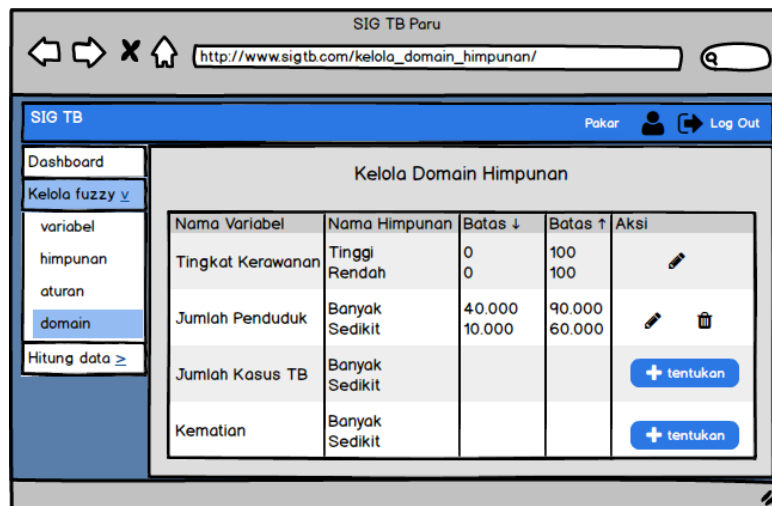 SIG TB Paru
http://www.sigtb.com/kelola_domain_himpunan/
SIG TB
Pakar
Log Out
Dashboard
Kelola fuzzy v
variabel
himpunan
aturan
domain
Hitung data >
Kelola Domain Himpunan
Nama Variabel Nama Himpunan Batas ↓ Batas ↑ Aksi
Tingkat Kerawanan
Tinggi 0 100
Rendah 0 100
Jumlah Penduduk
Banyak 40.000 90.000
Sedikit 10.000 60.000
Jumlah Kasus TB
Banyak
Sedikit
+ tentukan
Kematian
Banyak
Sedikit
+ tentukan